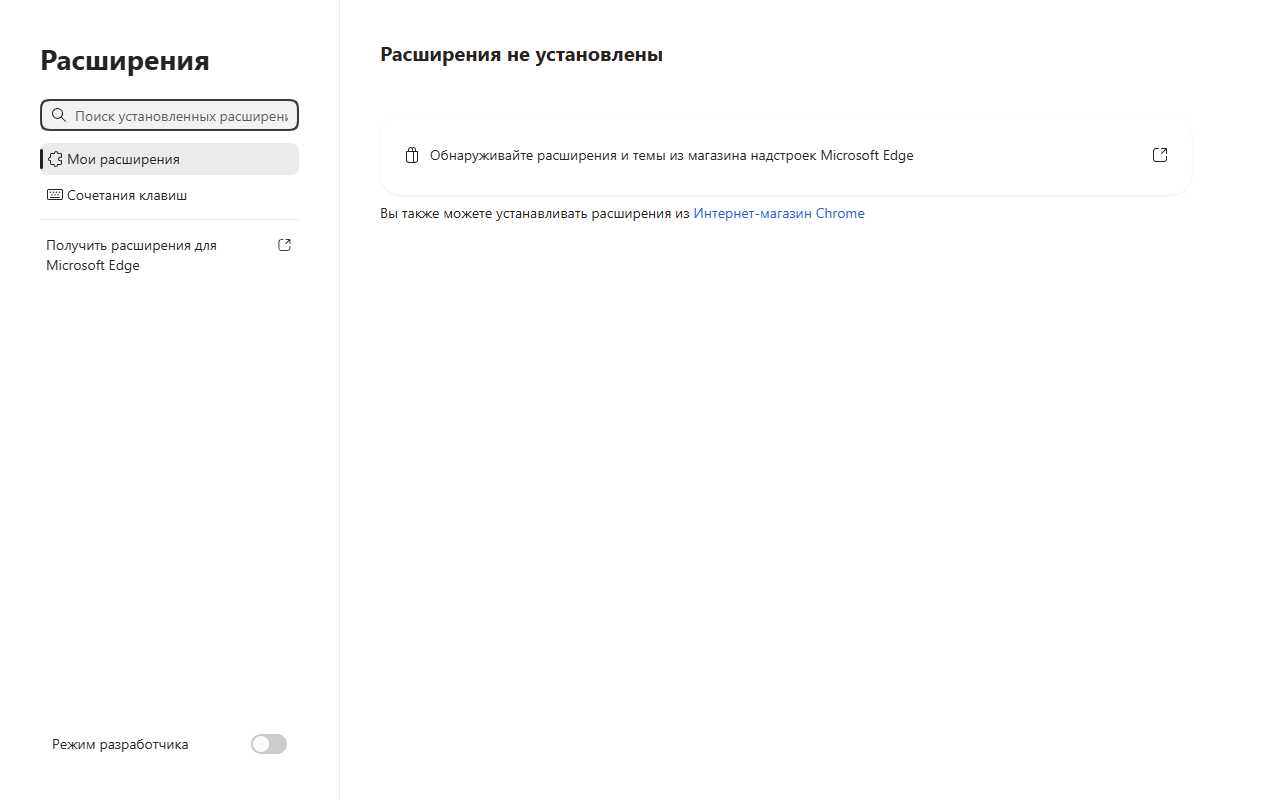 Расширения
Поиск установленных расширени
Мои расширения
Сочетания клавиш
Получить расширения для
Microsoft Edge
Режим разработчика
Расширения не установлены
Обнаруживайте расширения и темы из магазина надстроек Microsoft Edge
Вы также можете устанавливать расширения из Интернет-магазин Chrome